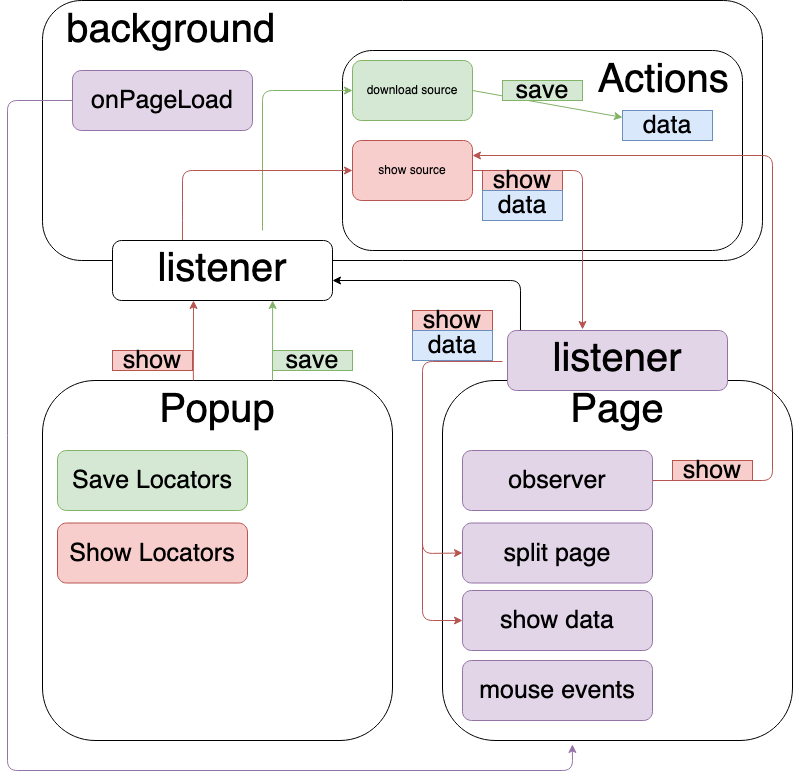 background
onPageLoad
Actions
download source
save
data
show source
show
data
listener
show
save
show
data
listener
Popup
Save Locators
Show Locators
Page
observer
show
split page
show data
mouse events